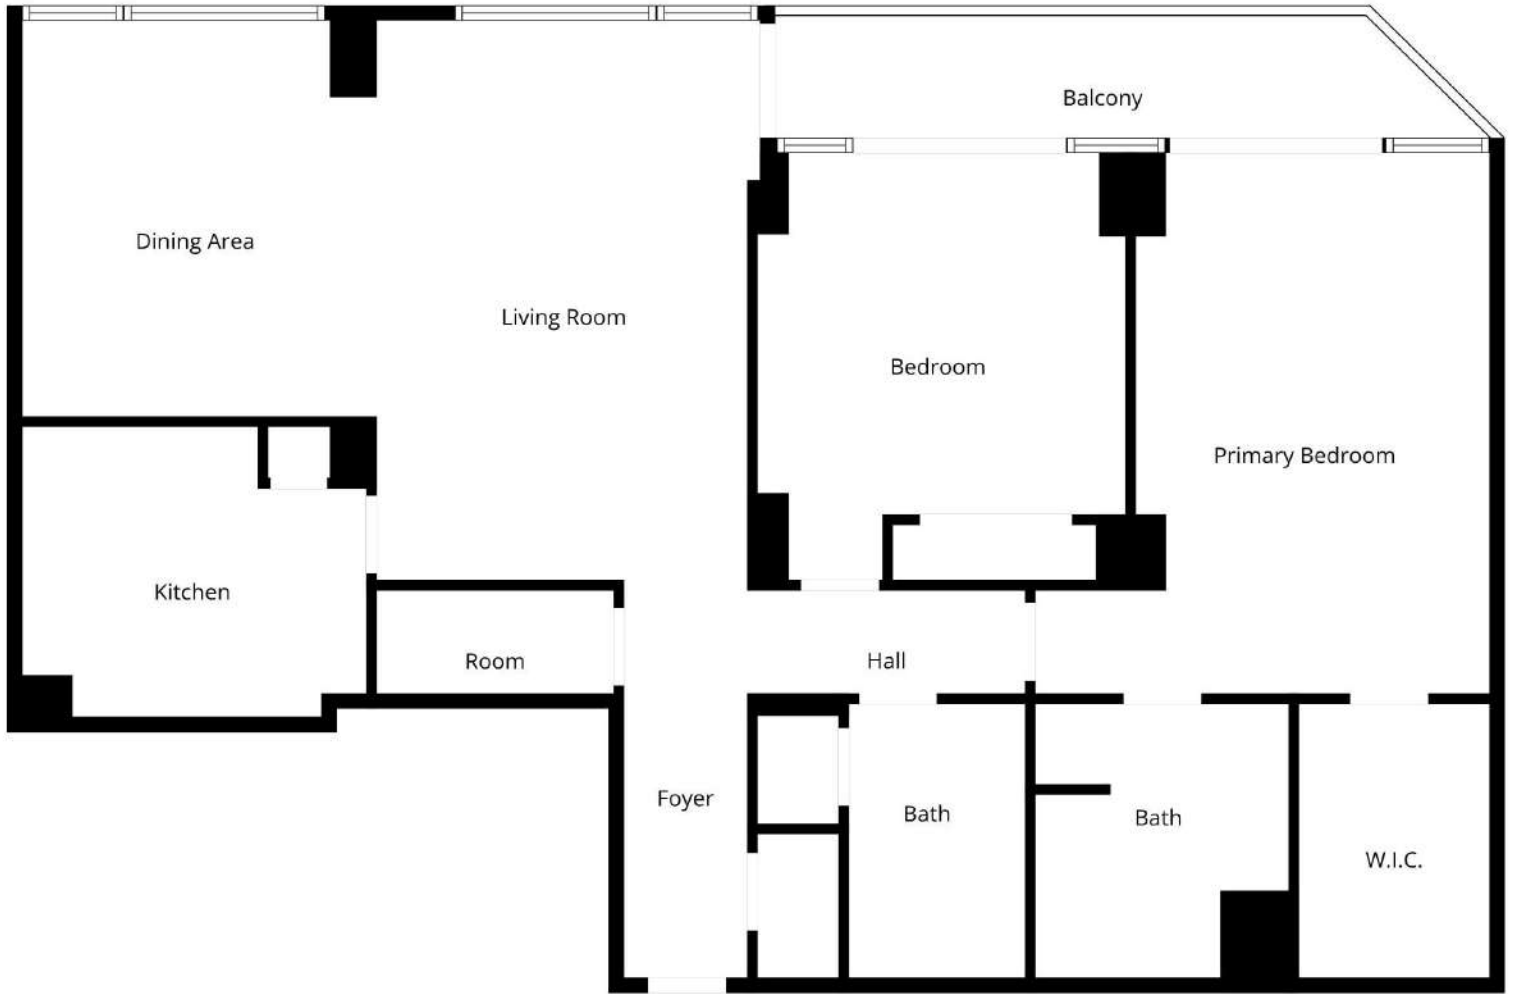 Balcony
Dining Area
Living Room
Bedroom
Primary Bedroom
Kitchen
Room
Hall
Foyer
Bath
Bath
W.I.C.